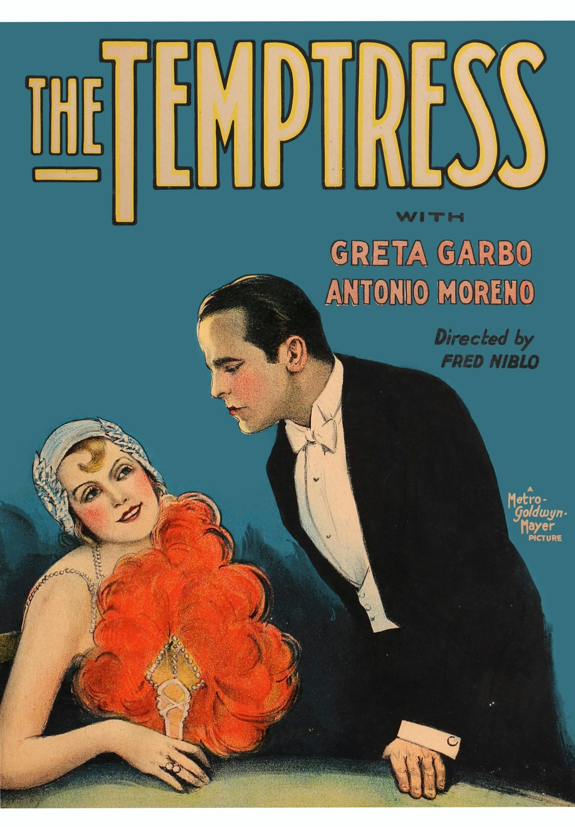 THE TEMPTRESS
WITH
GRETA GARBO
ANTONIO MORENO
Directed by
FRED NIBLO
A
Metro-
Goldwyn-
Mayer
PICTURE